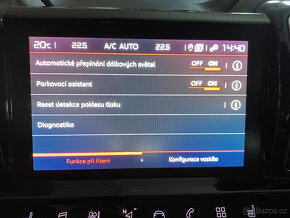 20°C 22.5 A/C AUTO 22.5 14:40
Automatické přepínání dálkových světel OFF ON
Parkovací asistent OFF ON
Reset detekce poklesu tlaku
Diagnostika
Funkce při řízení Konfigurace vozidla